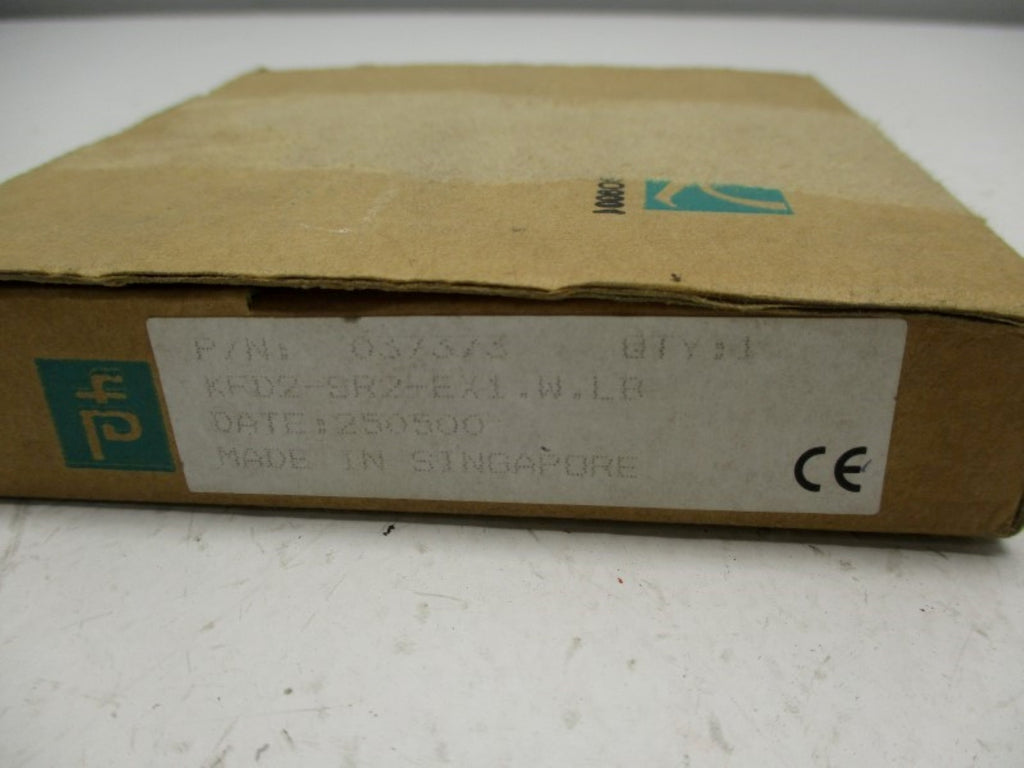 P/N: 037373 QTY:1
KFD2-SR2-EX1.W.LB
DATE:250500
MADE IN SINGAPORE
CE